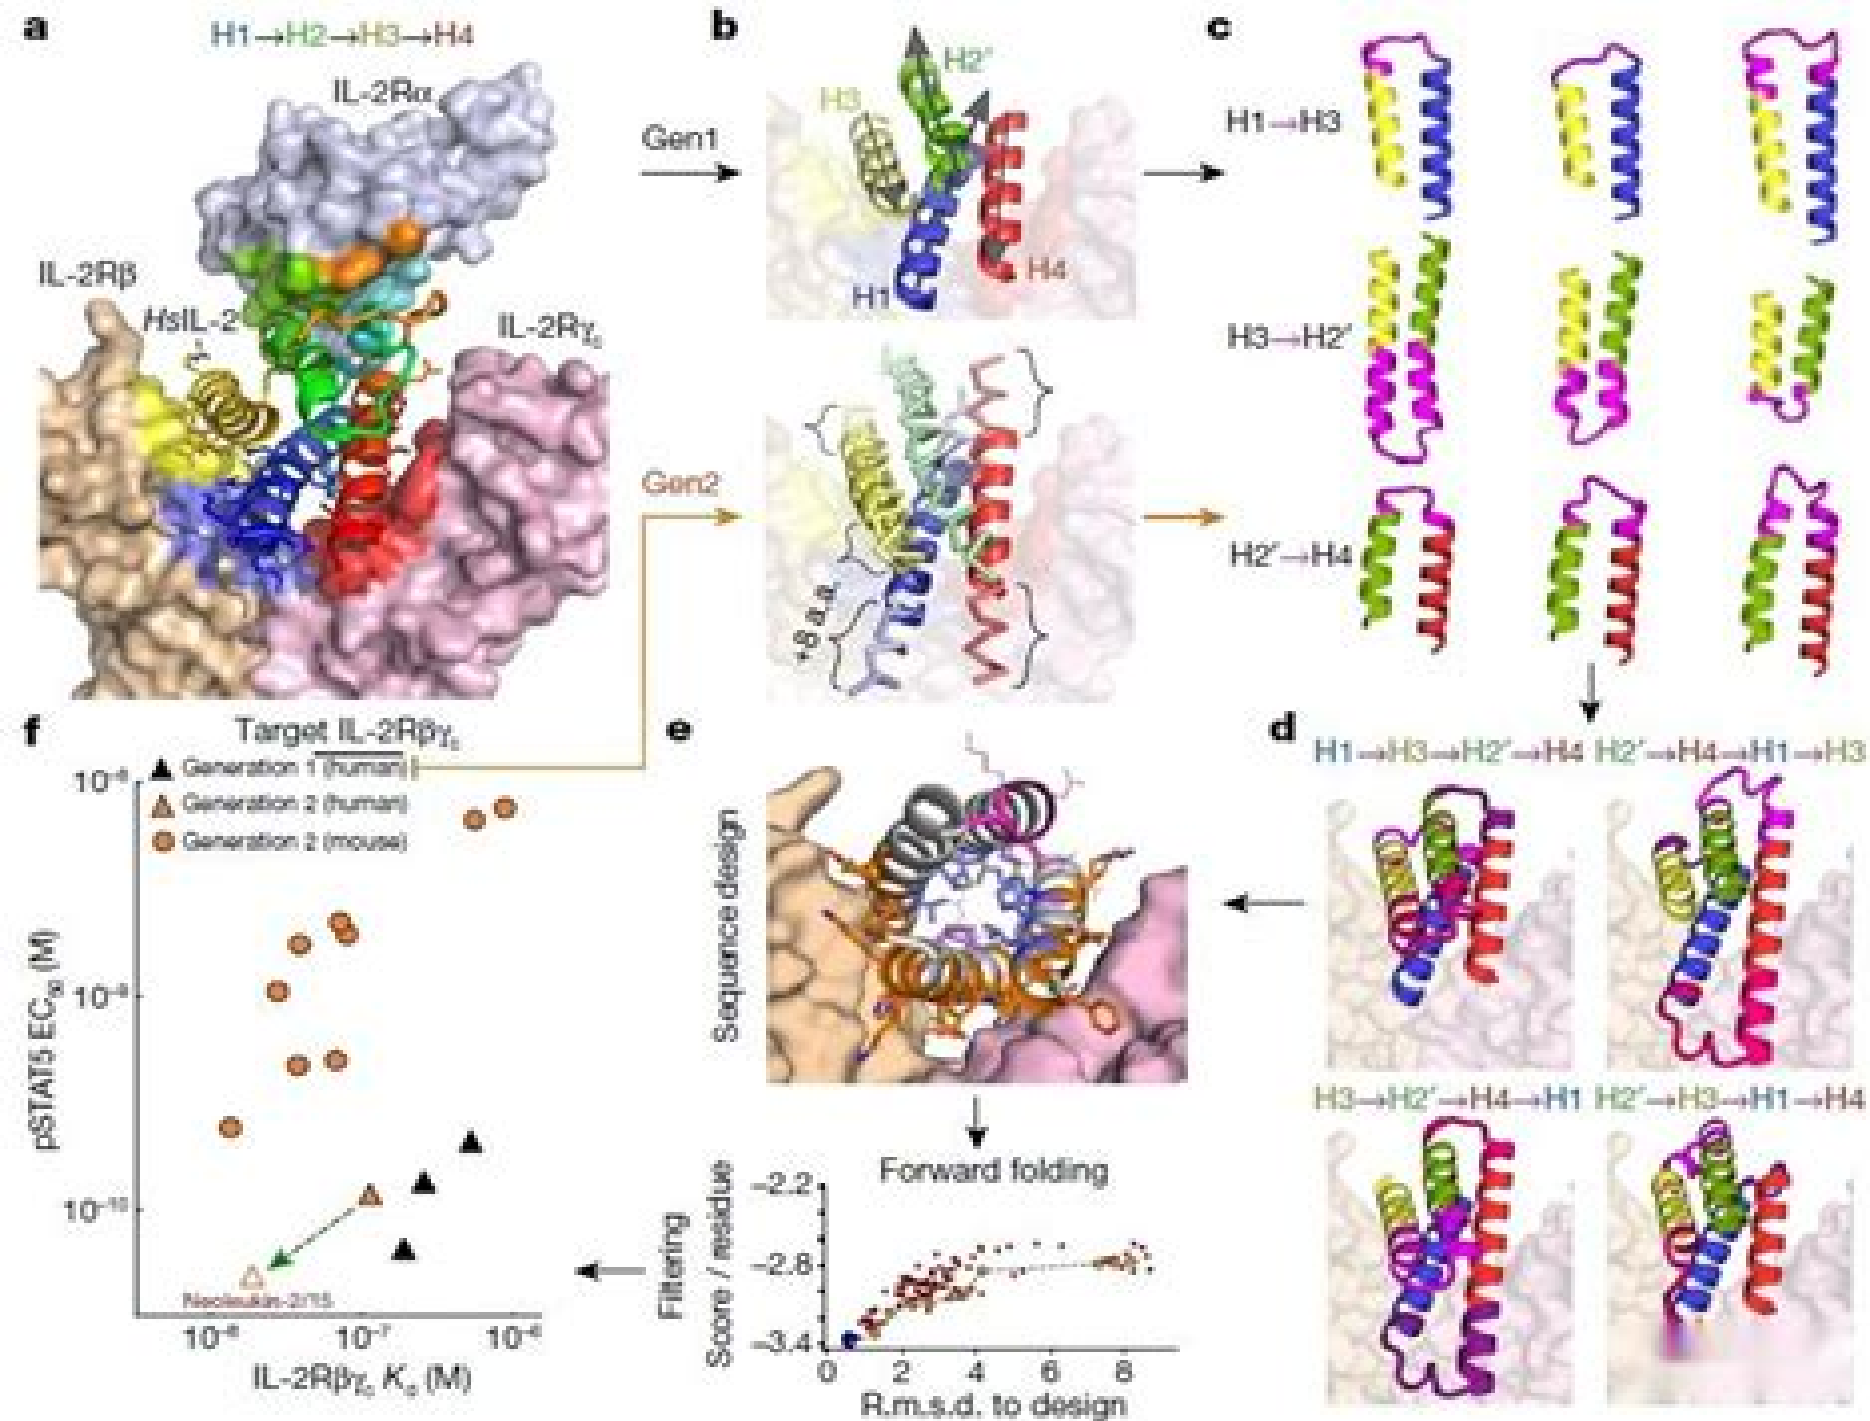 a
H1→H2→H3→H4
IL-2Rα
IL-2Rβ
HsIL-2
IL-2Rγc
Gen1
Gen2
b
H2′
H3
H1
H4
+8 a.a.
c
H1→H3
H3→H2′
H2′→H4
d
H1→H3→H2′→H4
H2′→H4→H1→H3
H3→H2′→H4→H1
H2′→H3→H1→H4
e
Sequence design
Forward folding
Filtering
Score / residue
−2.2
−2.8
−3.4
0 2 4 6 8
R.m.s.d. to design
f
Target IL-2Rβγc
Generation 1 (human)
Generation 2 (human)
Generation 2 (mouse)
pSTAT5 EC50 (M)
10⁻⁹
10⁻¹⁰
Neoleukin-2/15
10⁻⁸ 10⁻⁷ 10⁻⁶
IL-2Rβγc Kd (M)